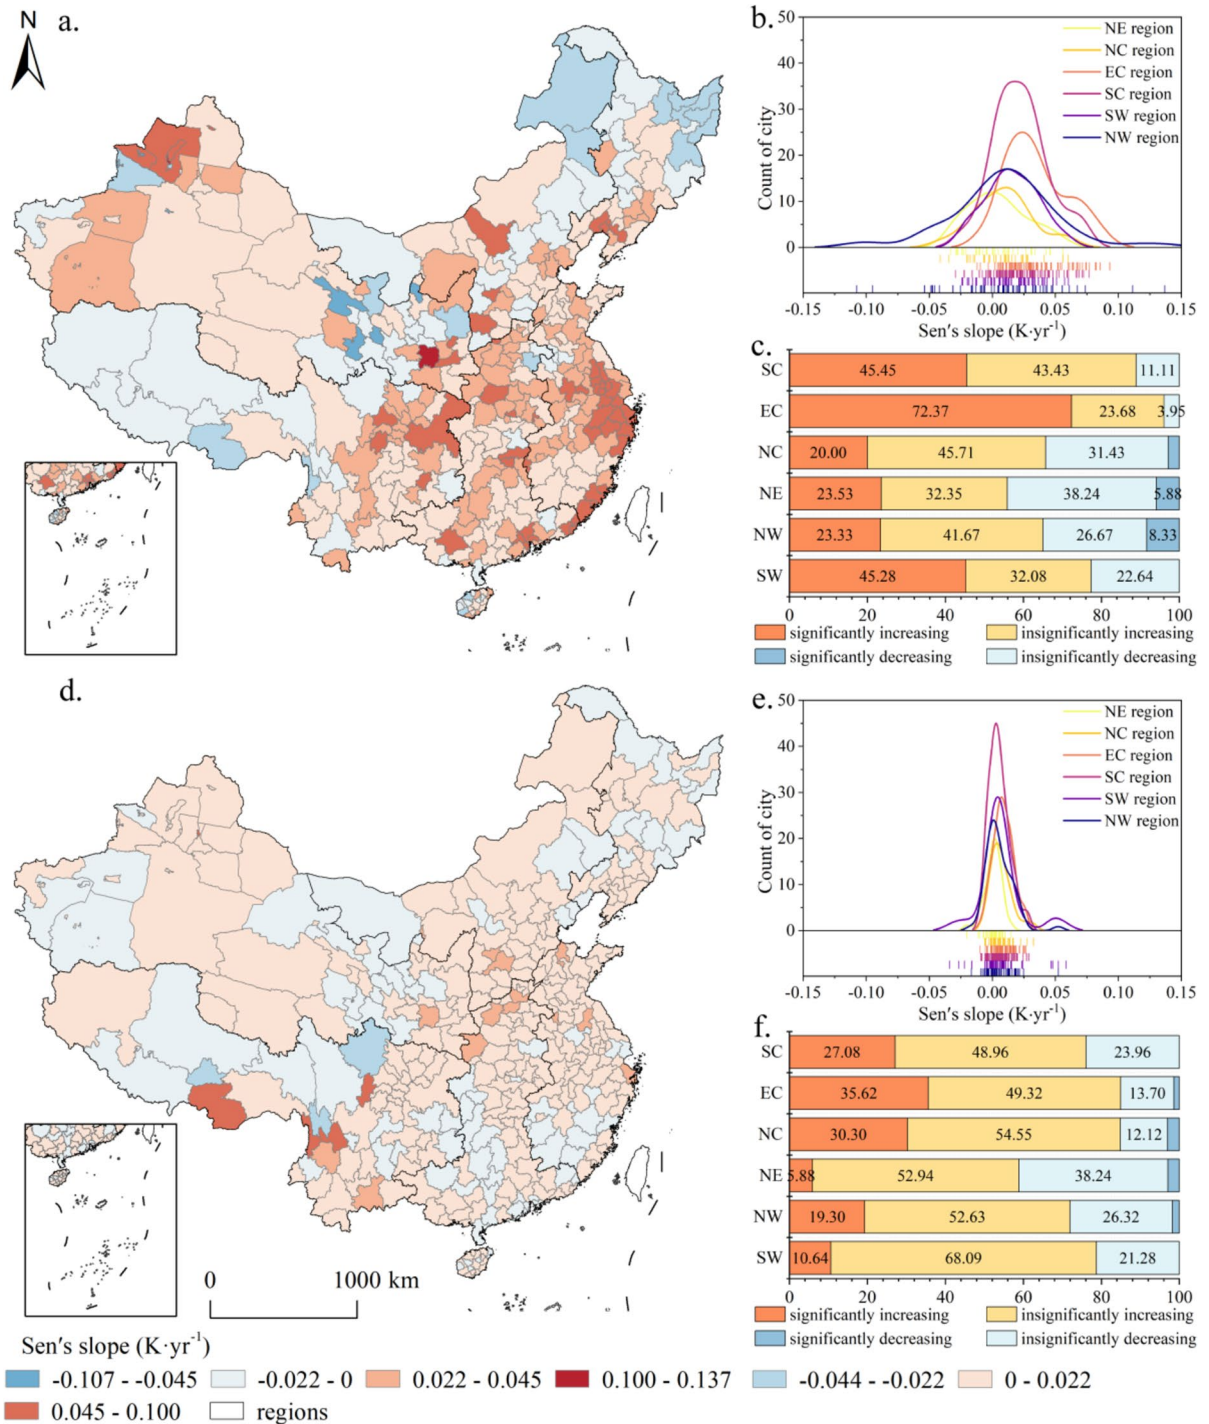 N
a.
b.
50
40
30
20
10
0
Count of city
NE region
NC region
EC region
SC region
SW region
NW region
-0.15 -0.10 -0.05 0.00 0.05 0.10 0.15
Sen's slope (K·yr-1)
c.
SC 45.45 43.43 11.11
EC 72.37 23.68 3.95
NC 20.00 45.71 31.43
NE 23.53 32.35 38.24 5.88
NW 23.33 41.67 26.67 8.33
SW 45.28 32.08 22.64
0 20 40 60 80 100
significantly increasing insignificantly increasing
significantly decreasing insignificantly decreasing
d.
0 1000 km
e.
50
40
30
20
10
0
Count of city
NE region
NC region
EC region
SC region
SW region
NW region
-0.15 -0.10 -0.05 0.00 0.05 0.10 0.15
Sen's slope (K·yr-1)
f.
SC 27.08 48.96 23.96
EC 35.62 49.32 13.70
NC 30.30 54.55 12.12
NE 5.88 52.94 38.24
NW 19.30 52.63 26.32
SW 10.64 68.09 21.28
0 20 40 60 80 100
significantly increasing insignificantly increasing
significantly decreasing insignificantly decreasing
Sen's slope (K·yr-1)
-0.107 - -0.045 -0.022 - 0 0.022 - 0.045 0.100 - 0.137 -0.044 - -0.022 0 - 0.022
0.045 - 0.100 regions